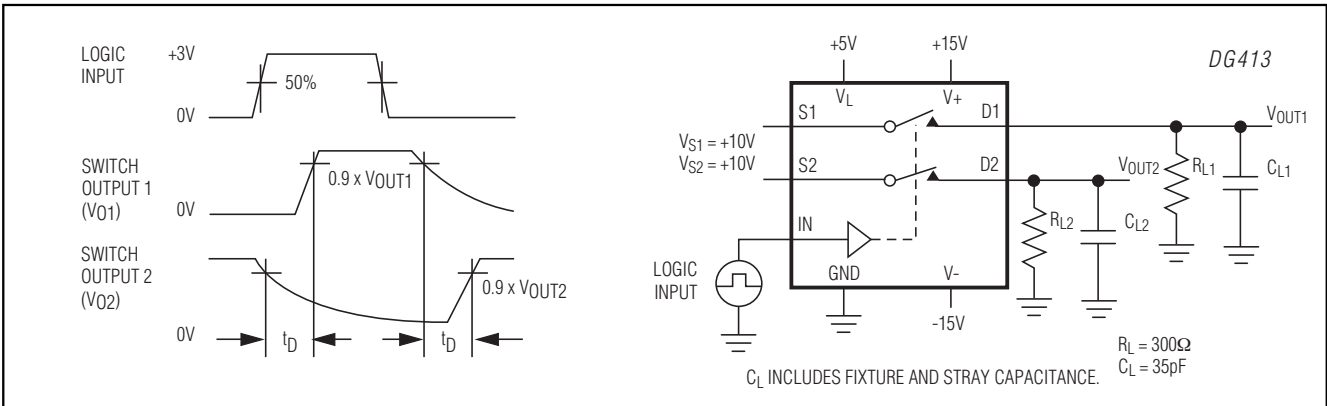 LOGIC
INPUT
+3V
50%
0V
SWITCH
OUTPUT 1
(VO1)
0.9 x VOUT1
0V
SWITCH
OUTPUT 2
(VO2)
0.9 x VOUT2
0V
tD
tD
+5V
+15V
DG413
VL
V+
S1
D1
VOUT1
VS1 = +10V
VS2 = +10V
S2
D2
VOUT2
RL1
CL1
RL2
CL2
IN
LOGIC
INPUT
GND
V-
-15V
RL = 300Ω
CL = 35pF
CL INCLUDES FIXTURE AND STRAY CAPACITANCE.